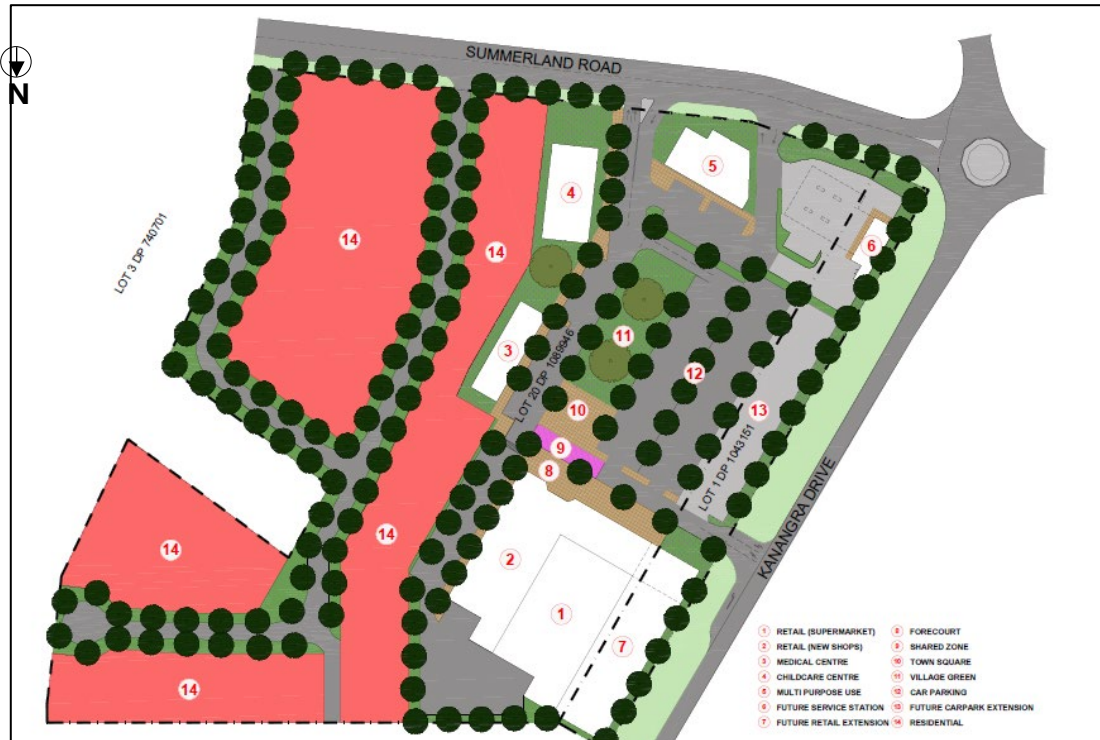 SUMMERLAND ROAD
N
5
4
6
LOT 3 DP 740701
14
14
11
3
LOT 20 DP 1089946
12
10
13
9
8
LOT 1 DP 1043151
KANANGRA DRIVE
14
14
2
1
7
14
1 RETAIL (SUPERMARKET)
2 RETAIL (NEW SHOPS)
3 MEDICAL CENTRE
4 CHILDCARE CENTRE
5 MULTI PURPOSE USE
6 FUTURE SERVICE STATION
7 FUTURE RETAIL EXTENSION
8 FORECOURT
9 SHARED ZONE
10 TOWN SQUARE
11 VILLAGE GREEN
12 CAR PARKING
13 FUTURE CARPARK EXTENSION
14 RESIDENTIAL